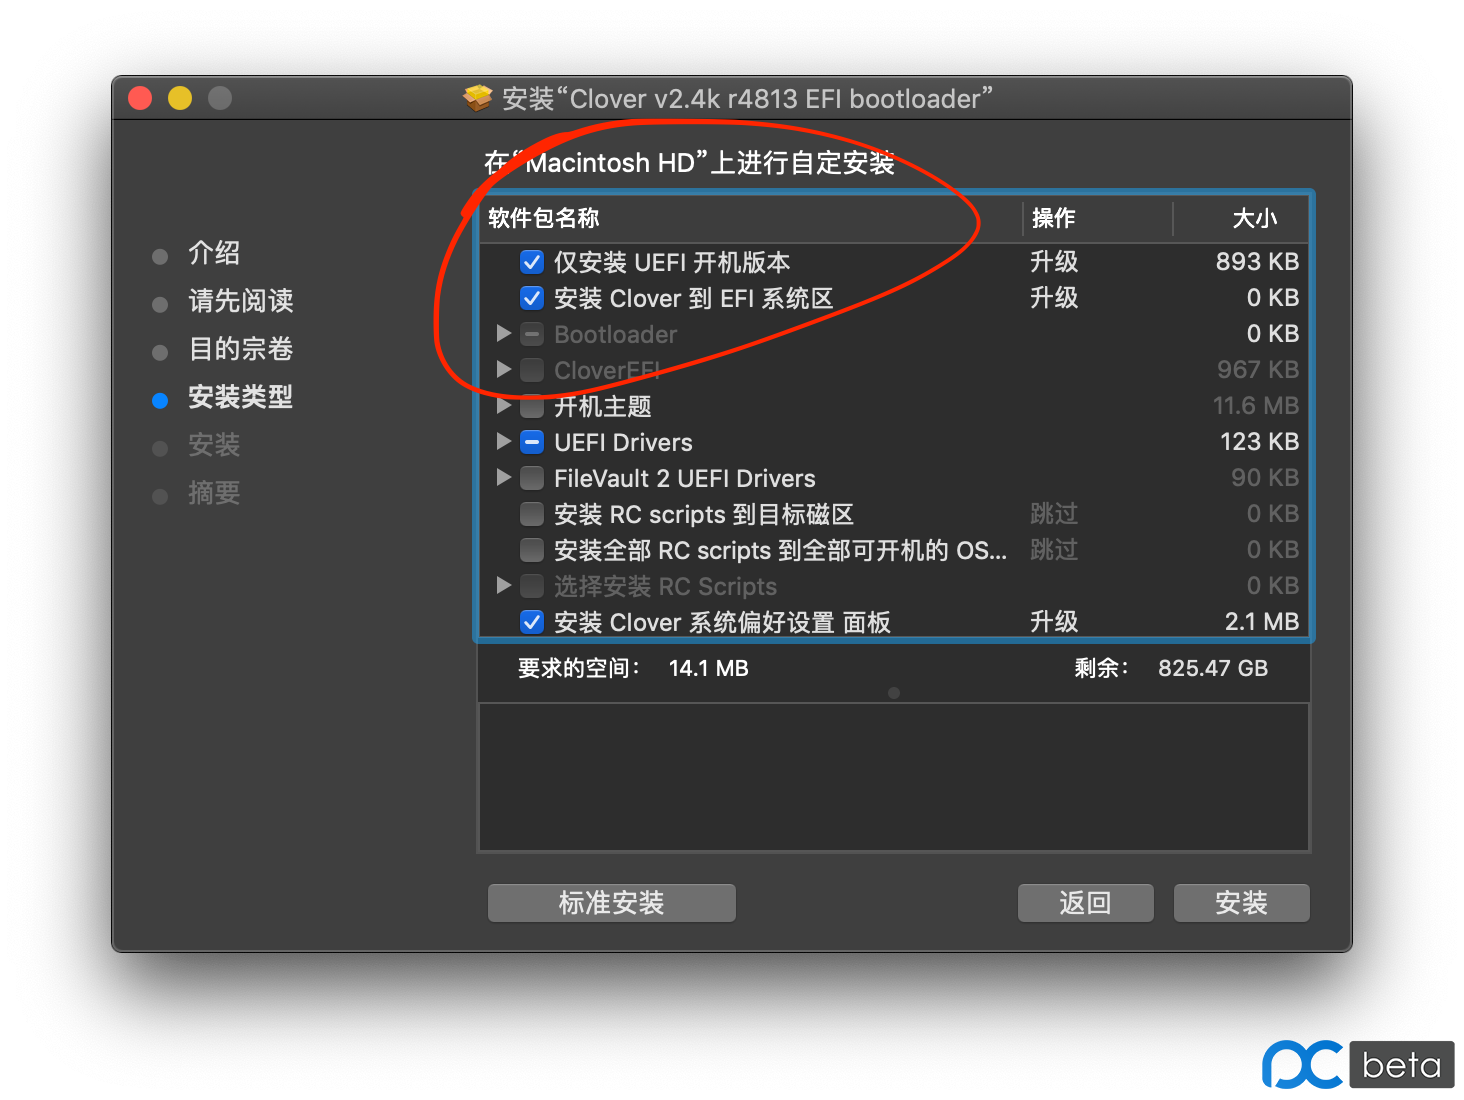 安装“Clover v2.4k r4813 EFI bootloader”
在“Macintosh HD”上进行自定安装
介绍
请先阅读
目的宗卷
安装类型
安装
摘要
软件包名称 操作 大小
仅安装 UEFI 开机版本 升级 893 KB
安装 Clover 到 EFI 系统区 升级 0 KB
Bootloader 0 KB
CloverEFI 967 KB
开机主题 11.6 MB
UEFI Drivers 123 KB
FileVault 2 UEFI Drivers 90 KB
安装 RC scripts 到目标磁区 跳过 0 KB
安装全部 RC scripts 到全部可开机的 OS... 跳过 0 KB
选择安装 RC Scripts 0 KB
安装 Clover 系统偏好设置 面板 升级 2.1 MB
要求的空间： 14.1 MB 剩余： 825.47 GB
标准安装 返回 安装
pc beta